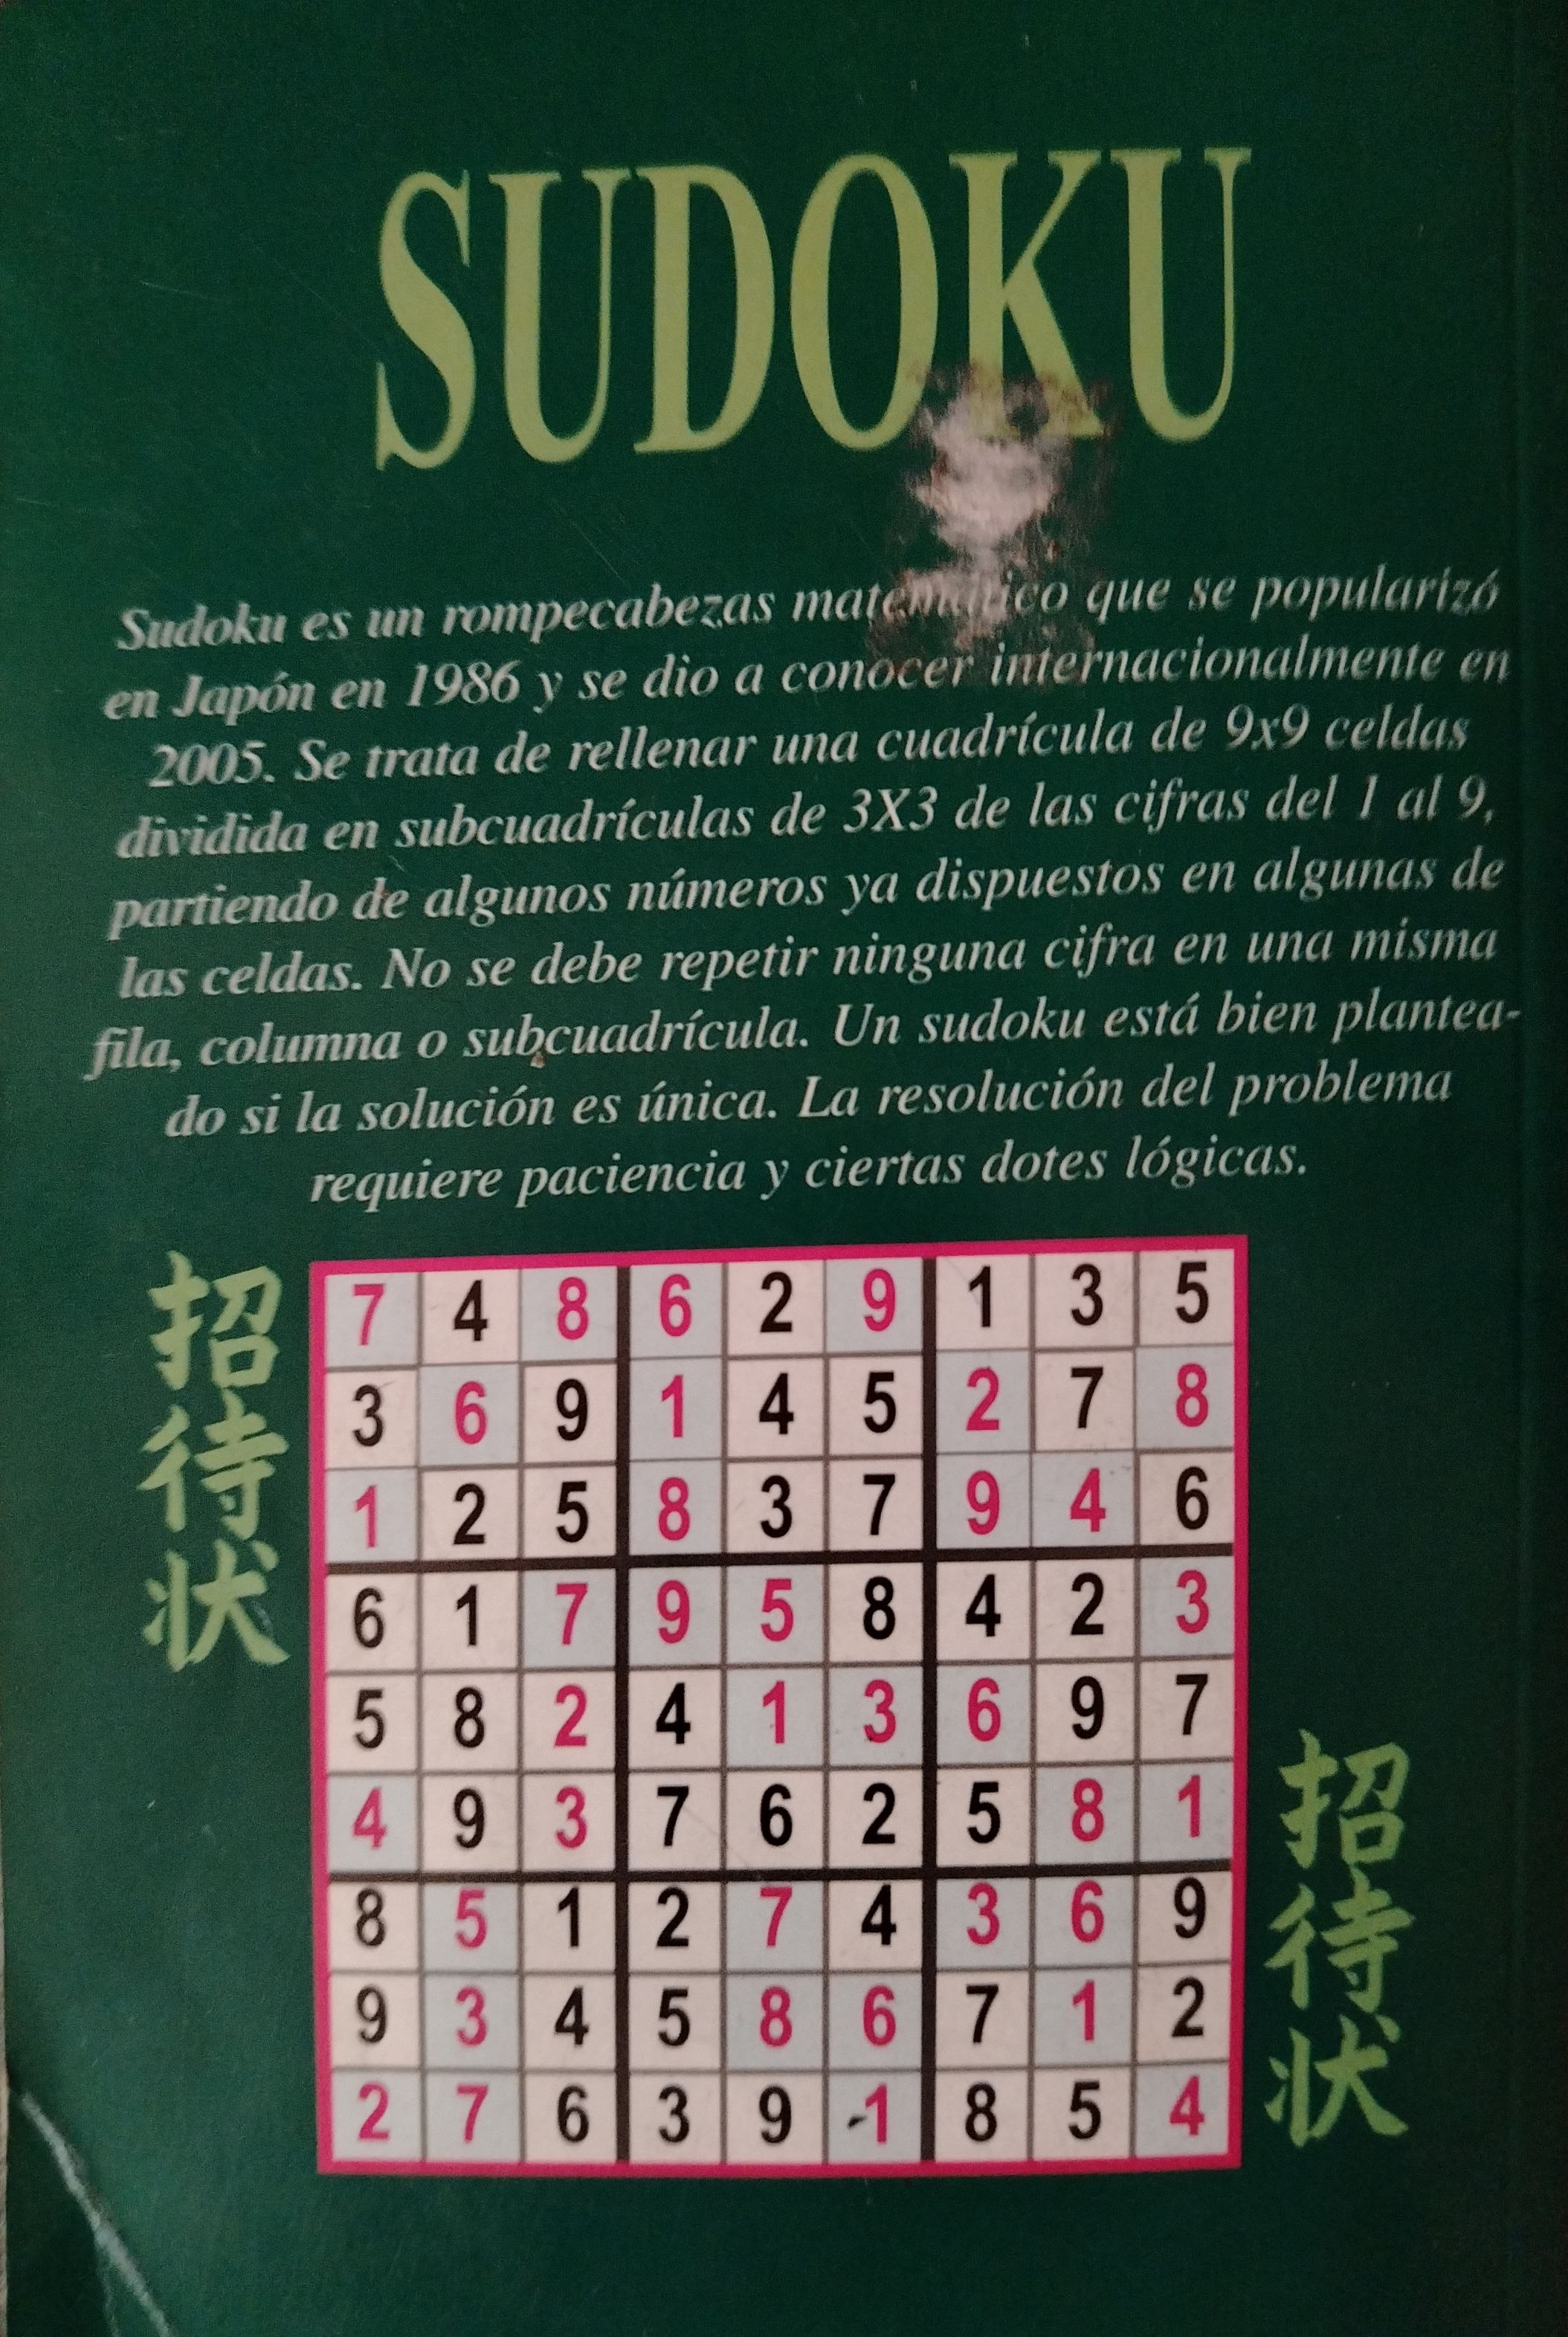 SUDOKU
Sudoku es un rompecabezas matemático que se popularizó
en Japón en 1986 y se dio a conocer internacionalmente en
2005. Se trata de rellenar una cuadrícula de 9x9 celdas
dividida en subcuadrículas de 3X3 de las cifras del 1 al 9,
partiendo de algunos números ya dispuestos en algunas de
las celdas. No se debe repetir ninguna cifra en una misma
fila, columna o subcuadrícula. Un sudoku está bien plantea-
do si la solución es única. La resolución del problema
requiere paciencia y ciertas dotes lógicas.
招待状
7 4 8 6 2 9 1 3 5
3 6 9 1 4 5 2 7 8
1 2 5 8 3 7 9 4 6
6 1 7 9 5 8 4 2 3
5 8 2 4 1 3 6 9 7
4 9 3 7 6 2 5 8 1
8 5 1 2 7 4 3 6 9
9 3 4 5 8 6 7 1 2
2 7 6 3 9 1 8 5 4
招待状